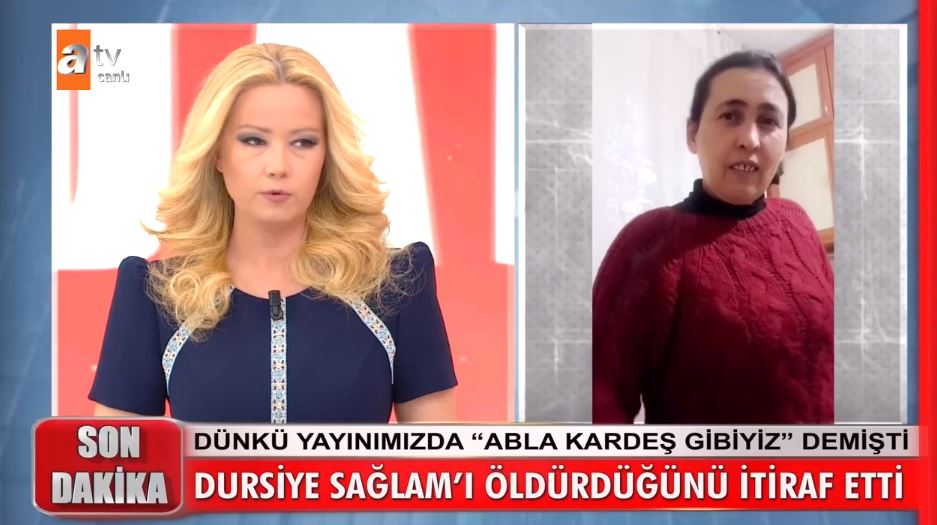 atv
canlı
DÜNKÜ YAYINIMIZDA “ABLA KARDEŞ GİBİYİZ” DEMİŞTİ
SON DAKİKA
DURSİYE SAĞLAM’I ÖLDÜRDÜĞÜNÜ İTİRAF ETTİ